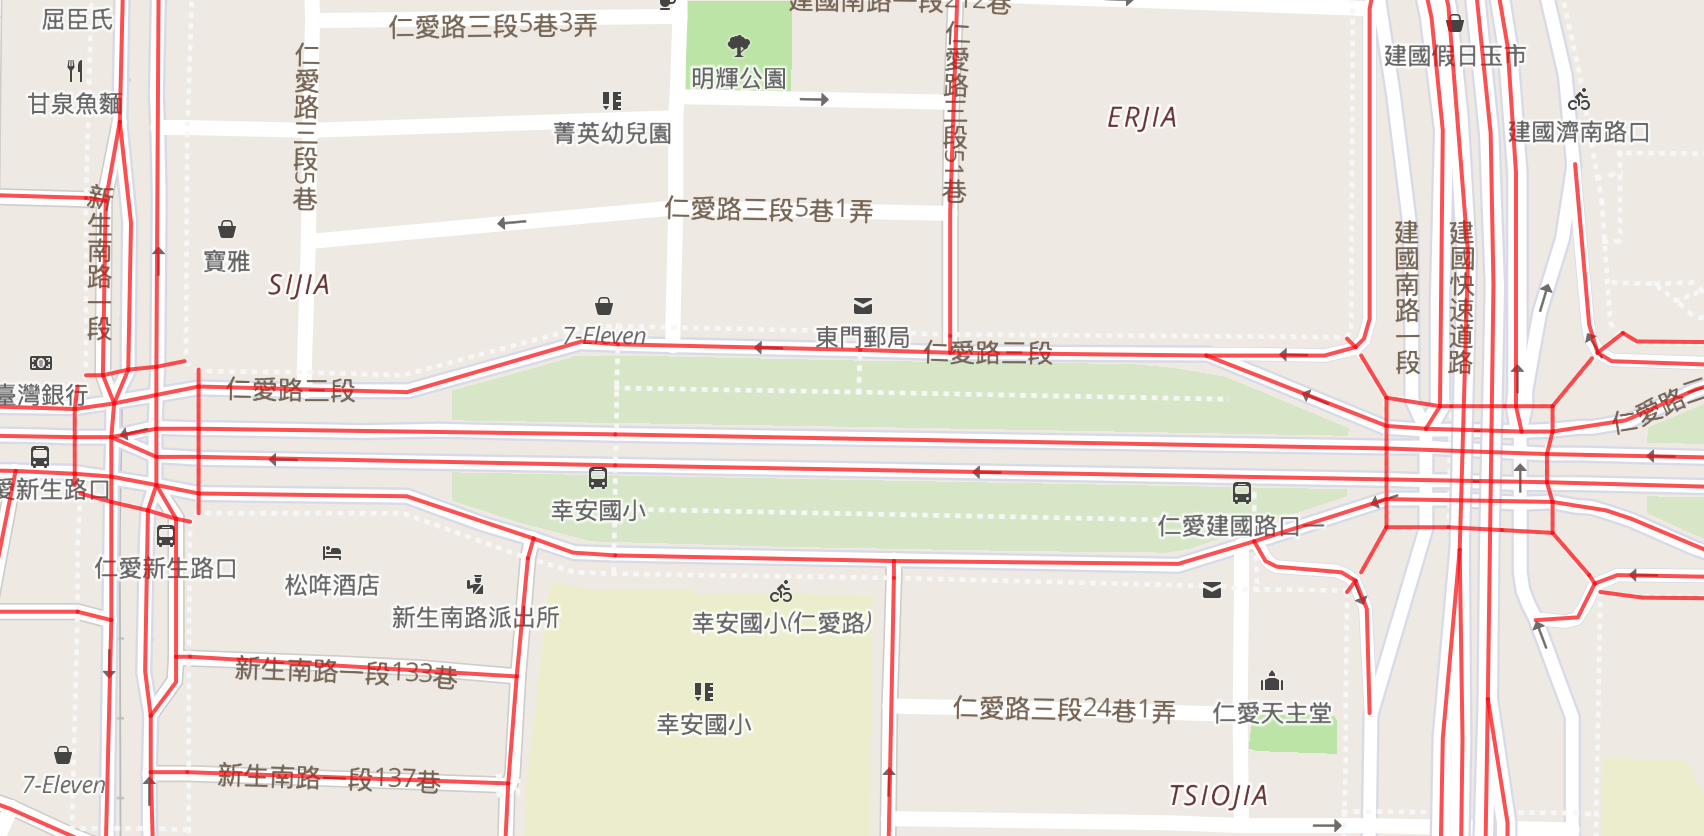 屈臣氏
仁愛路三段5巷3弄
建國南路一段212巷
建國假日玉市
甘泉魚麵
仁愛路三段5巷
明輝公園
菁英幼兒園
仁愛路三段51巷
ERJIA
建國濟南路口
新生南路一段
仁愛路三段5巷1弄
寶雅
SIJIA
建國南路一段
建國快速道路
7-Eleven
東門郵局
仁愛路三段
臺灣銀行
仁愛路三段
仁愛路三
愛新生路口
幸安國小
仁愛建國路口一
仁愛新生路口
松哖酒店
新生南路派出所
幸安國小(仁愛路)
新生南路一段133巷
幸安國小
仁愛路三段24巷1弄
仁愛天主堂
7-Eleven
新生南路一段137巷
TSIOJIA